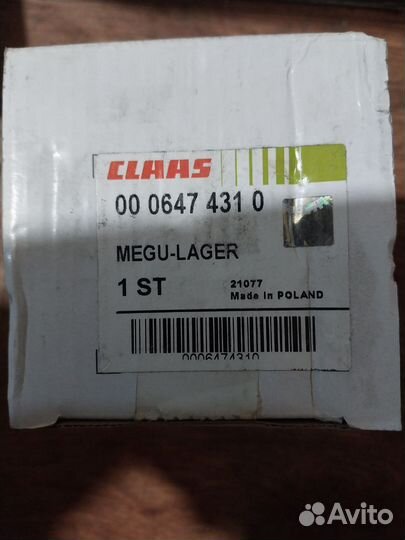 CLAAS
00 0647 431 0
MEGU-LAGER
1 ST
21077
Made in POLAND
0006474310
Avito